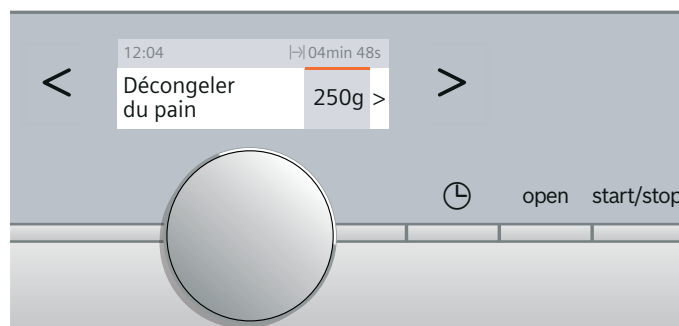 12:04 04min 48s
Décongeler
du pain
250g >
< >
open start/stop